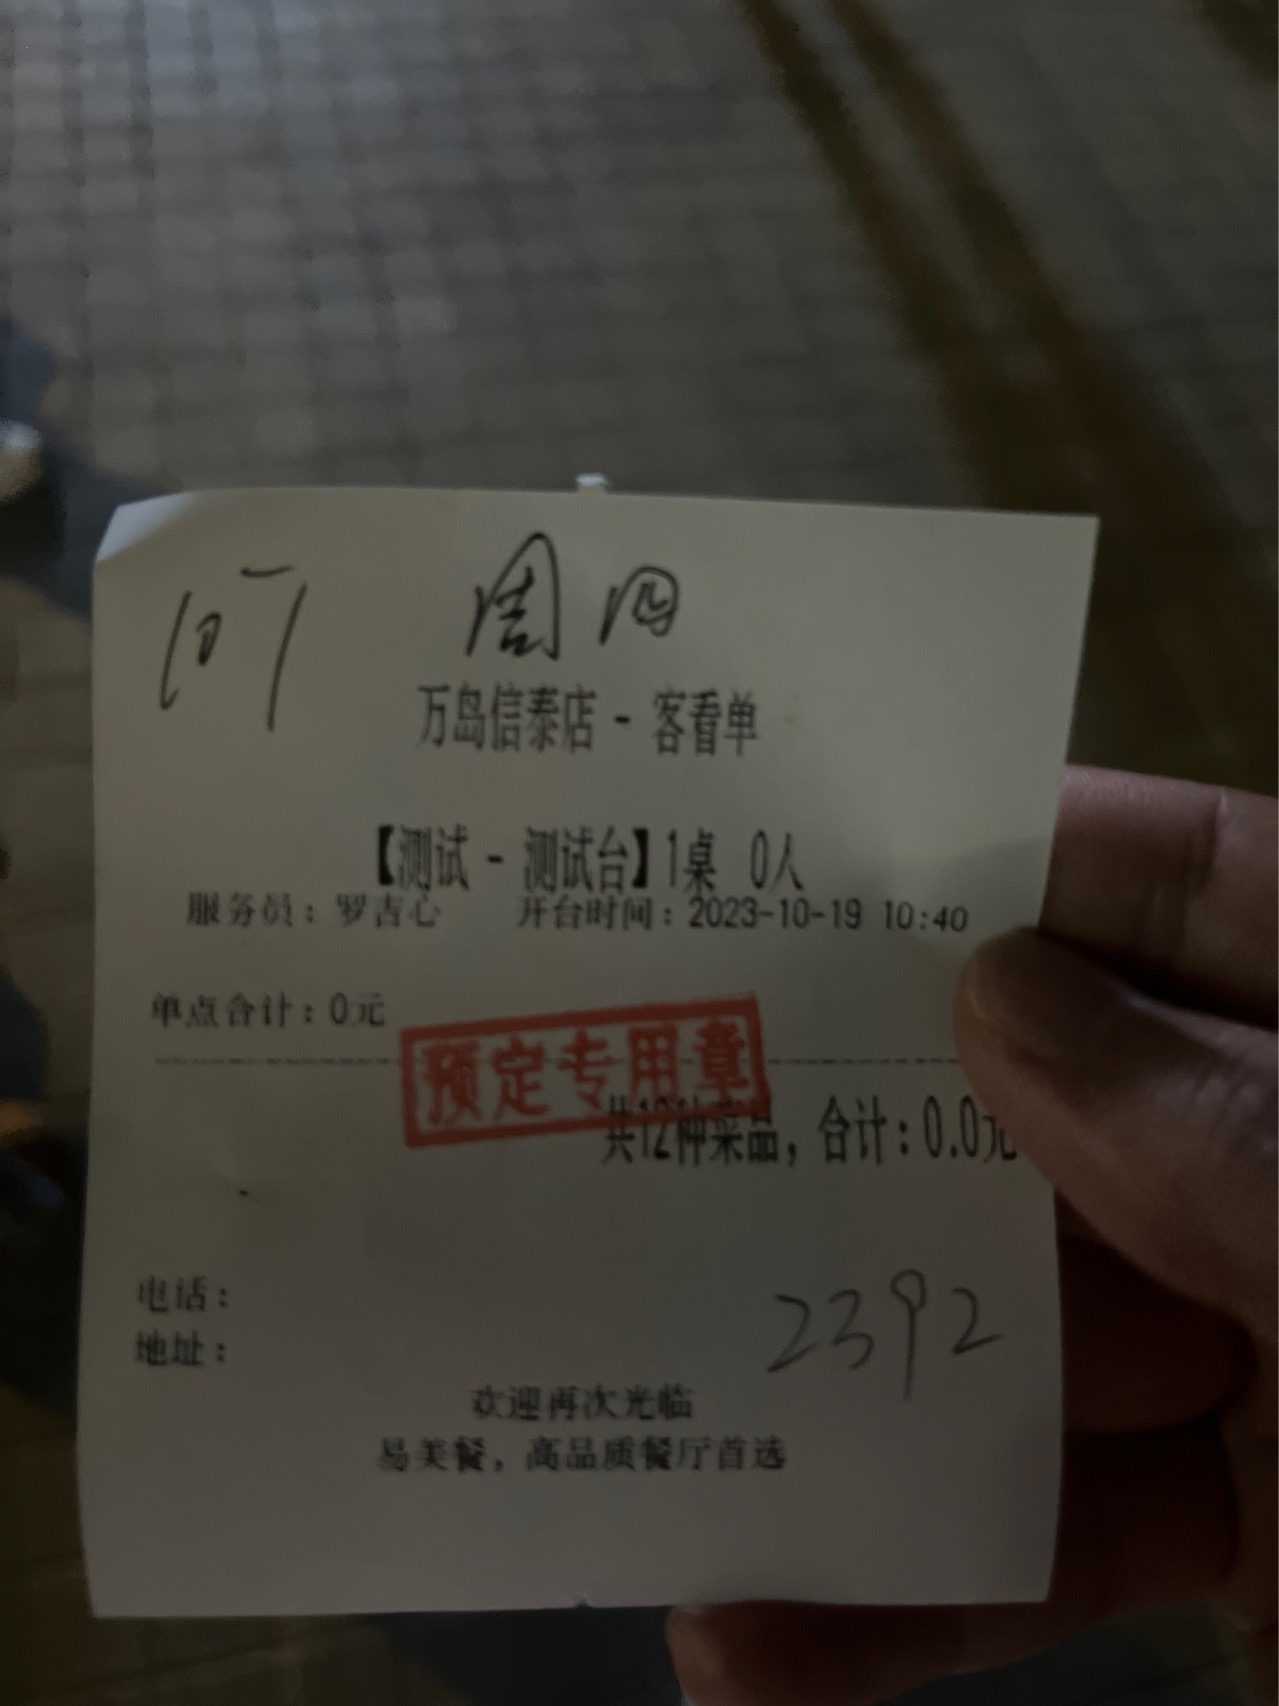 107 周四
万岛信泰店 - 客看单
【测试 - 测试台】1桌 0人
服务员：罗吉心 开台时间：2023-10-19 10:40
单点合计：0元
预定专用章
共12种菜品，合计：0.0元
电话：
2392
地址：
欢迎再次光临
易美餐，高品质餐厅首选